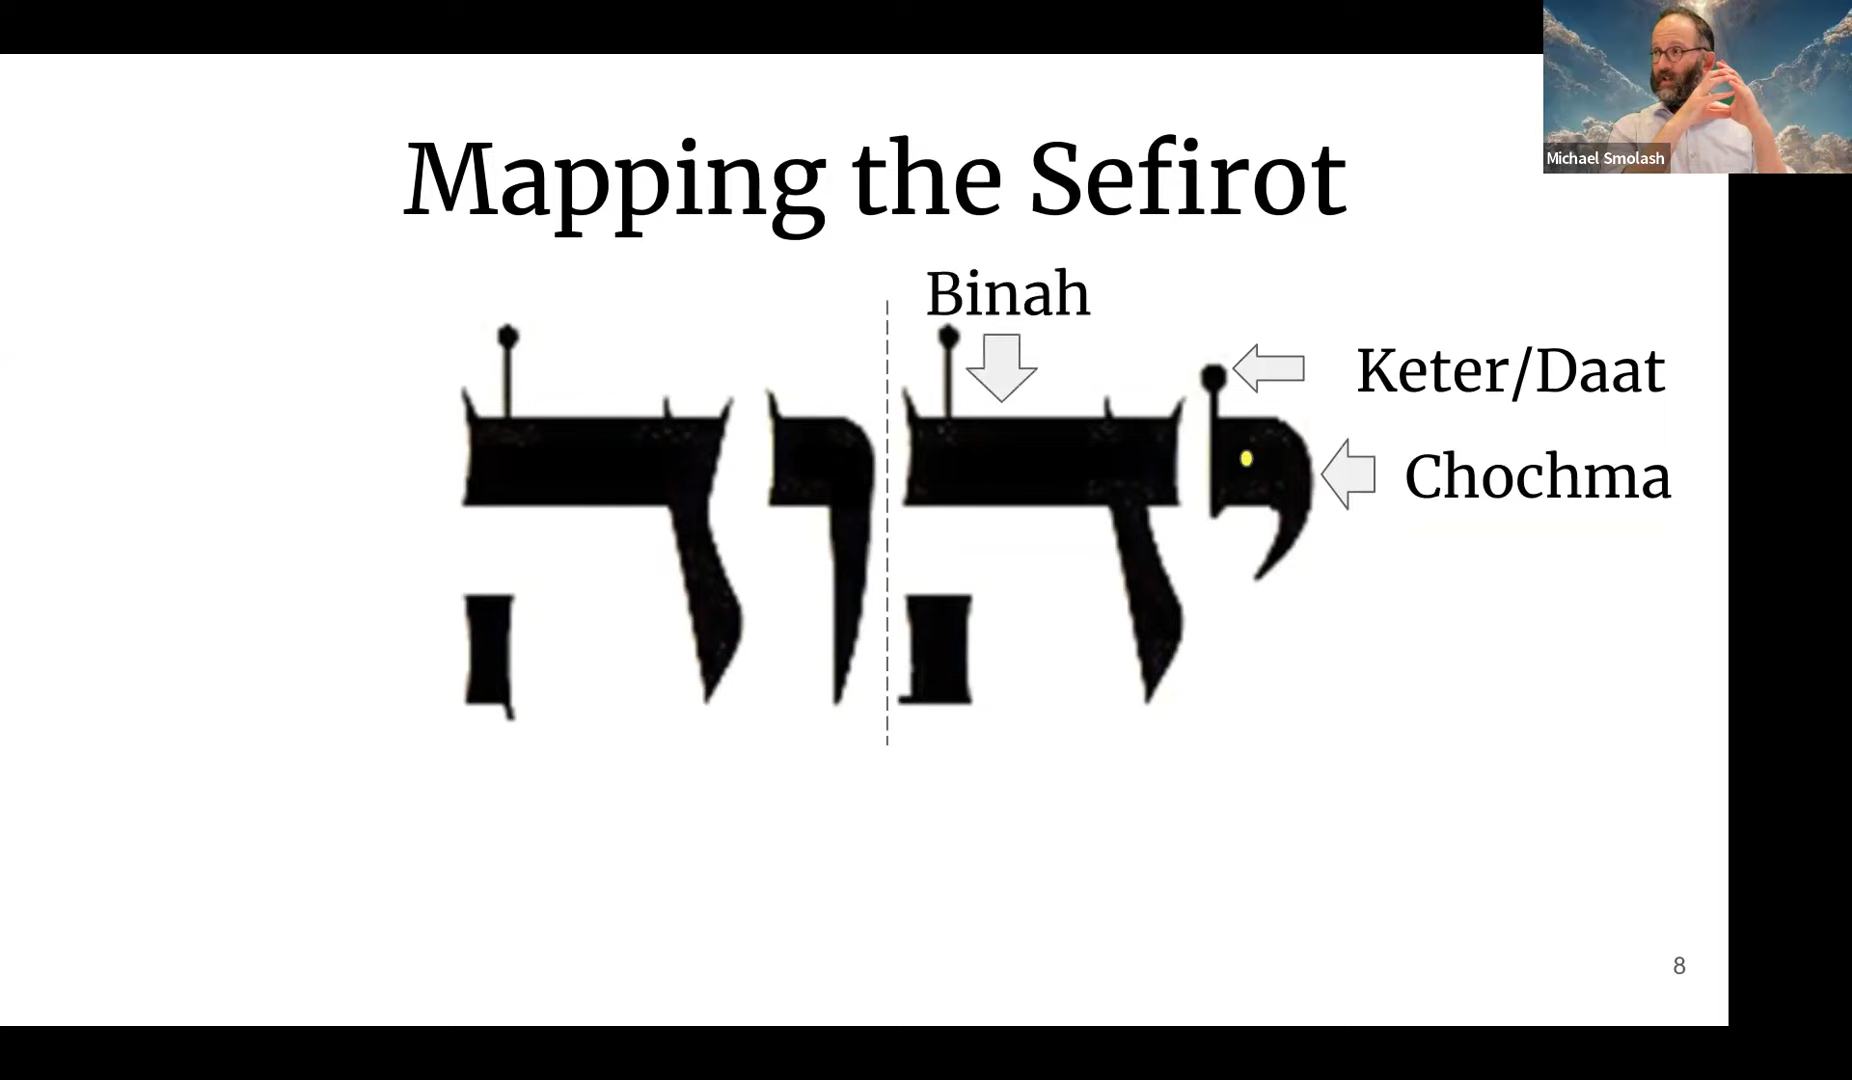 Michael Smolash
Mapping the Sefirot
Binah
Keter/Daat
Chochma
יהוה
8